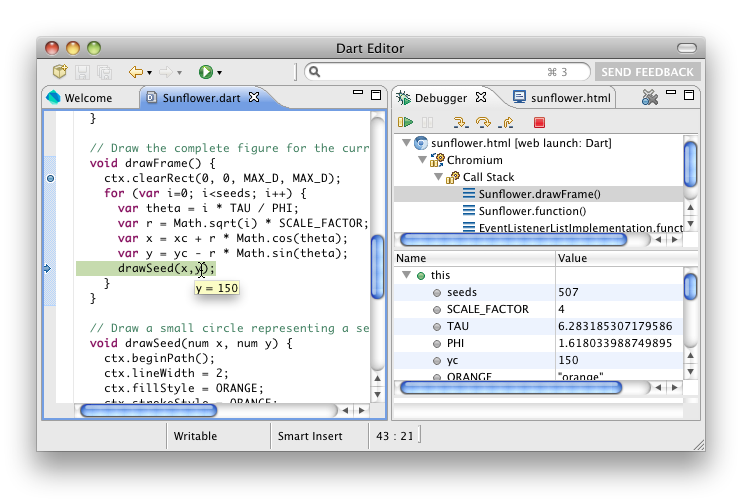 Dart Editor
⌘ 3
SEND FEEDBACK
Welcome
Sunflower.dart
}
// Draw the complete figure for the curr
void drawFrame() {
ctx.clearRect(0, 0, MAX_D, MAX_D);
for (var i=0; i<seeds; i++) {
var theta = i * TAU / PHI;
var r = Math.sqrt(i) * SCALE_FACTOR;
var x = xc + r * Math.cos(theta);
var y = yc - r * Math.sin(theta);
drawSeed(x,y);
}
}
y = 150
// Draw a small circle representing a se
void drawSeed(num x, num y) {
ctx.beginPath();
ctx.lineWidth = 2;
ctx.fillStyle = ORANGE;
ctx.strokeStyle = ORANGE;
Debugger
sunflower.html
sunflower.html [web launch: Dart]
Chromium
Call Stack
Sunflower.drawFrame()
Sunflower.function()
EventListenerListImplementation.funct
Name Value
this
seeds 507
SCALE_FACTOR 4
TAU 6.283185307179586
PHI 1.618033988749895
yc 150
ORANGE "orange"
Writable
Smart Insert
43 : 21